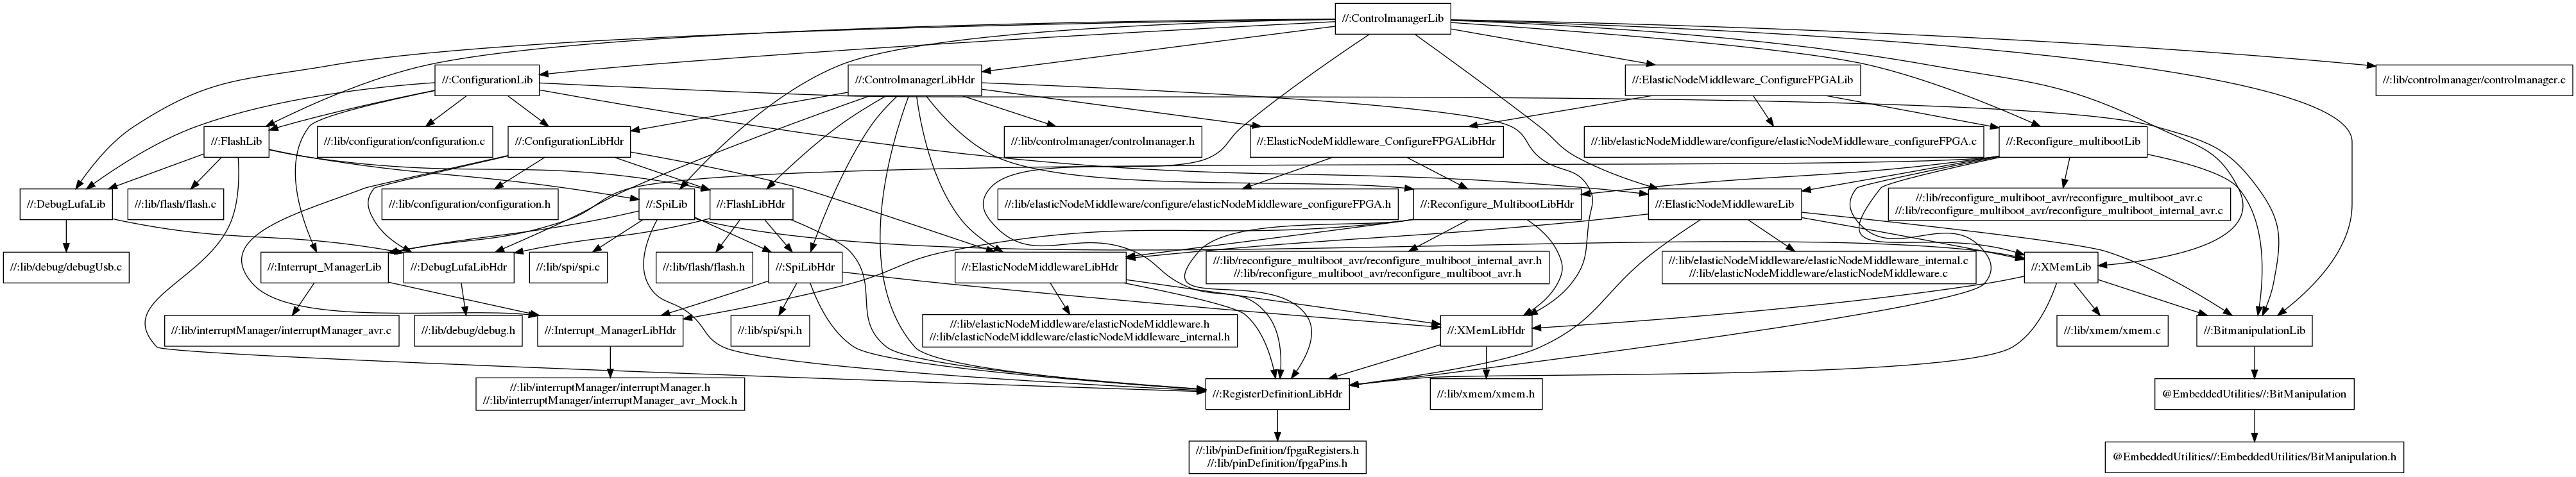 //:ControlmanagerLib
//:ConfigurationLib
//:ControlmanagerLibHdr
//:ElasticNodeMiddleware_ConfigureFPGALib
//:lib/controlmanager/controlmanager.c
//:FlashLib
//:lib/configuration/configuration.c
//:ConfigurationLibHdr
//:lib/controlmanager/controlmanager.h
//:ElasticNodeMiddleware_ConfigureFPGALibHdr
//:lib/elasticNodeMiddleware/configure/elasticNodeMiddleware_configureFPGA.c
//:Reconfigure_multibootLib
//:DebugLufaLib
//:lib/flash/flash.c
//:lib/configuration/configuration.h
//:SpiLib
//:FlashLibHdr
//:lib/elasticNodeMiddleware/configure/elasticNodeMiddleware_configureFPGA.h
//:Reconfigure_MultibootLibHdr
//:ElasticNodeMiddlewareLib
//:lib/reconfigure_multiboot_avr/reconfigure_multiboot_avr.c
//:lib/reconfigure_multiboot_avr/reconfigure_multiboot_internal_avr.c
//:lib/debug/debugUsb.c
//:Interrupt_ManagerLib
//:DebugLufaLibHdr
//:lib/spi/spi.c
//:lib/flash/flash.h
//:SpiLibHdr
//:ElasticNodeMiddlewareLibHdr
//:lib/reconfigure_multiboot_avr/reconfigure_multiboot_internal_avr.h
//:lib/reconfigure_multiboot_avr/reconfigure_multiboot_avr.h
//:lib/elasticNodeMiddleware/elasticNodeMiddleware_internal.c
//:lib/elasticNodeMiddleware/elasticNodeMiddleware.c
//:XMemLib
//:lib/interruptManager/interruptManager_avr.c
//:lib/debug/debug.h
//:Interrupt_ManagerLibHdr
//:lib/spi/spi.h
//:lib/elasticNodeMiddleware/elasticNodeMiddleware.h
//:lib/elasticNodeMiddleware/elasticNodeMiddleware_internal.h
//:XMemLibHdr
//:lib/xmem/xmem.c
//:BitmanipulationLib
//:lib/interruptManager/interruptManager.h
//:lib/interruptManager/interruptManager_avr_Mock.h
//:RegisterDefinitionLibHdr
//:lib/xmem/xmem.h
@EmbeddedUtilities//:BitManipulation
//:lib/pinDefinition/fpgaRegisters.h
//:lib/pinDefinition/fpgaPins.h
@EmbeddedUtilities//:EmbeddedUtilities/BitManipulation.h